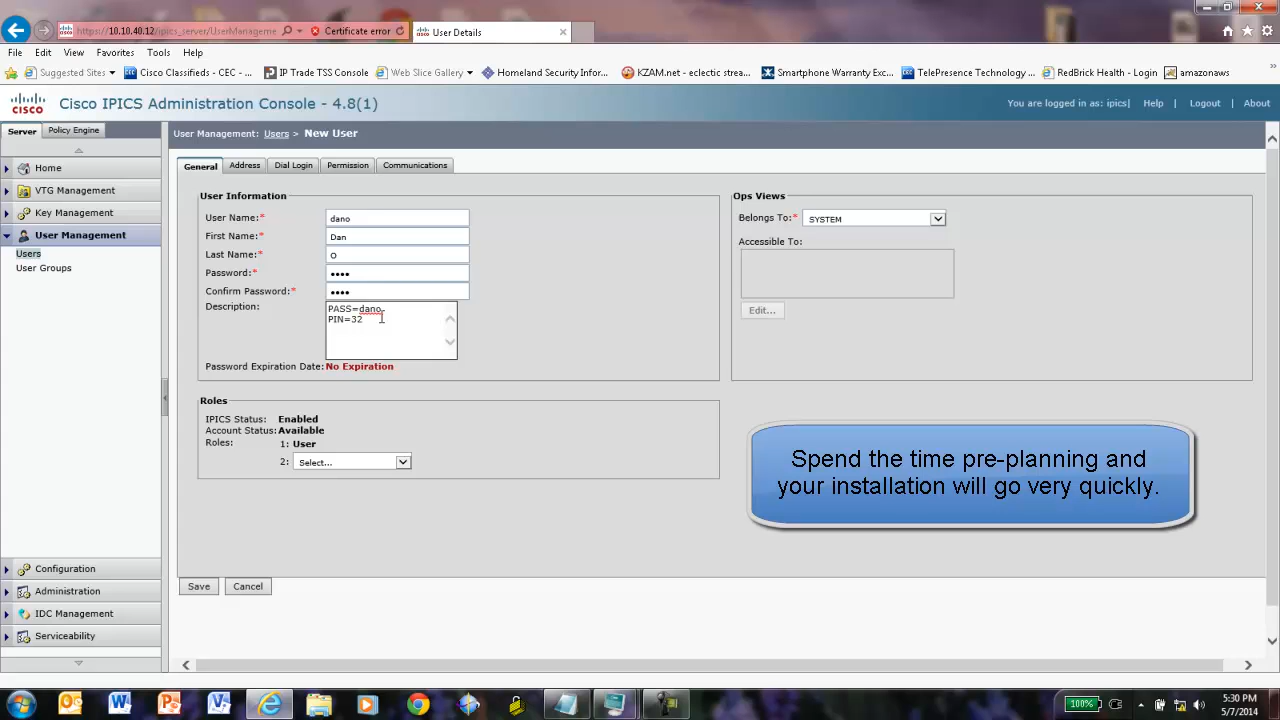 https://10.10.40.12/ipics_server/UserManageme
Certificate error
User Details
File Edit View Favorites Tools Help
Suggested Sites
Cisco Classifieds - CEC - ...
IP Trade TSS Console
Web Slice Gallery
Homeland Security Infor...
KZAM.net - eclectic strea...
Smartphone Warranty Exc...
TelePresence Technology ...
RedBrick Health - Login
amazonaws
CISCO
Cisco IPICS Administration Console - 4.8(1)
You are logged in as: ipics| Help | Logout | About
Server
Policy Engine
User Management: Users > New User
Home
VTG Management
Key Management
User Management
Users
User Groups
Configuration
Administration
IDC Management
Serviceability
General
Address
Dial Login
Permission
Communications
User Information
User Name:* dano
First Name:* Dan
Last Name:* O
Password:* ••••
Confirm Password:* ••••
Description: PASS=dano
PIN=32
Password Expiration Date: No Expiration
Roles
IPICS Status: Enabled
Account Status: Available
Roles: 1: User
2: Select...
Ops Views
Belongs To:* SYSTEM
Accessible To:
Edit...
Spend the time pre-planning and
your installation will go very quickly.
Save
Cancel
100%
5:30 PM
5/7/2014